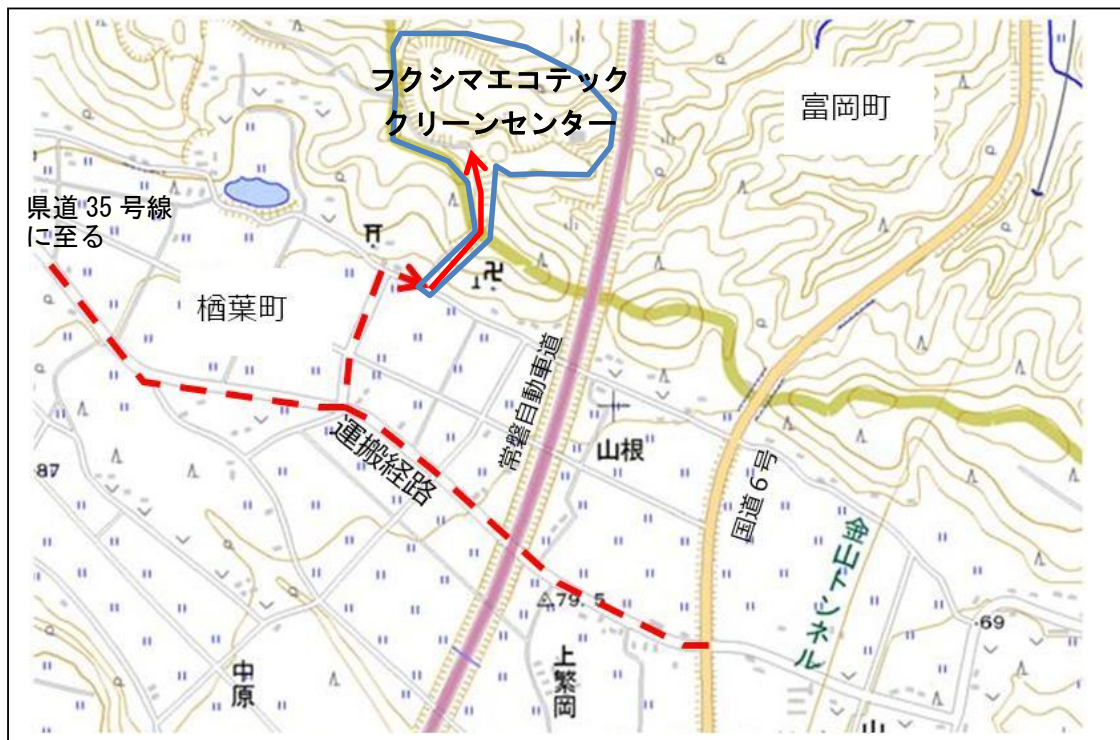 フクシマエコテック
クリーンセンター
富岡町
県道35号線
に至る
楢葉町
常磐自動車道
山根
運搬経路
国道6号
金山トンネル
87
79.5
69
中原
上繁岡
山